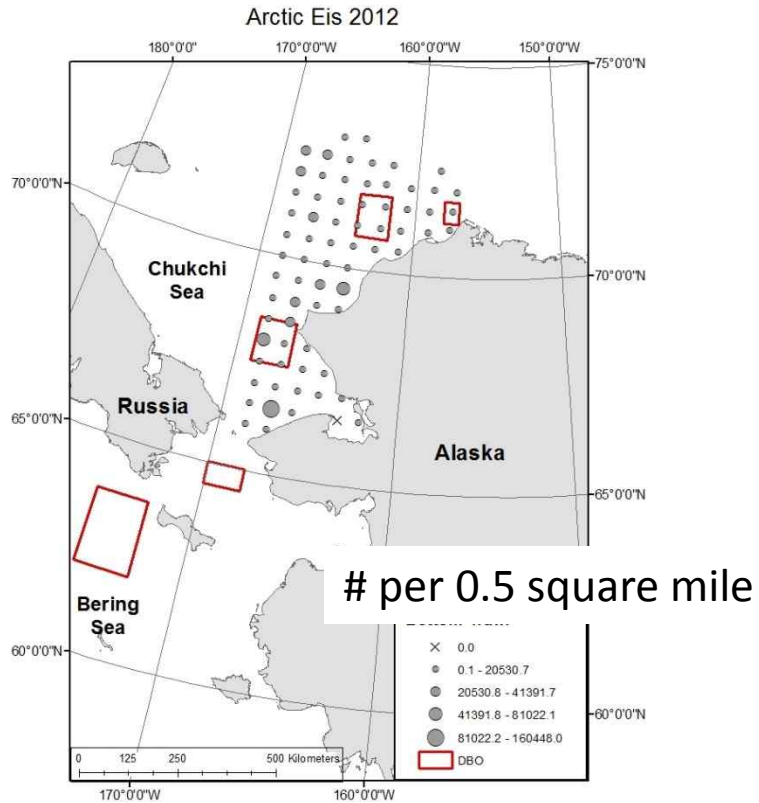 Arctic Eis 2012
180°0'0"
170°0'0"W
160°0'0"W
150°0'0"W
75°0'0"N
70°0'0"N
Chukchi
Sea
70°0'0"N
Russia
65°0'0"N
Alaska
65°0'0"N
# per 0.5 square mile
Bering
Sea
60°0'0"N
0.0
0.1 - 20530.7
20530.8 - 41391.7
41391.8 - 81022.1
81022.2 - 160448.0
DBO
60°0'0"N
0 125 250 500 Kilometers
170°0'0"W
160°0'0"W